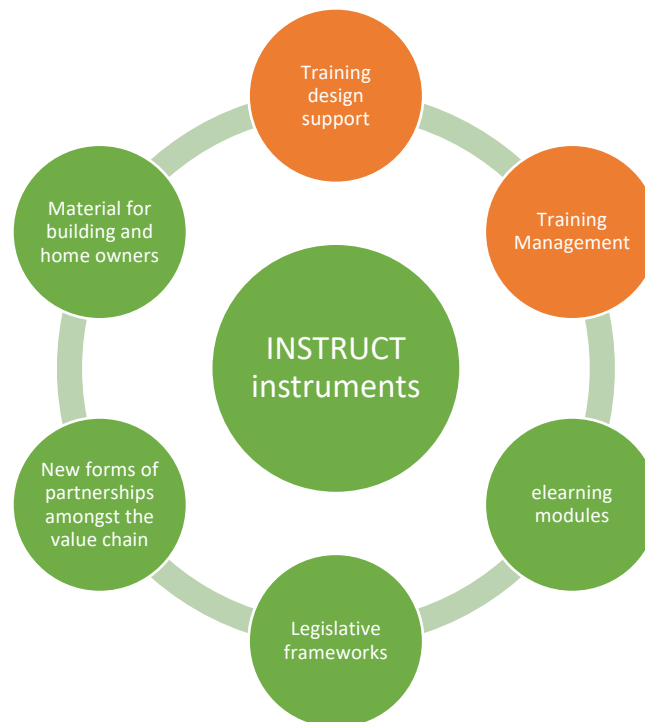 Training
design
support
Training
Management
elearning
modules
Legislative
frameworks
New forms of
partnerships
amongst the
value chain
Material for
building and
home owners
INSTRUCT
instruments